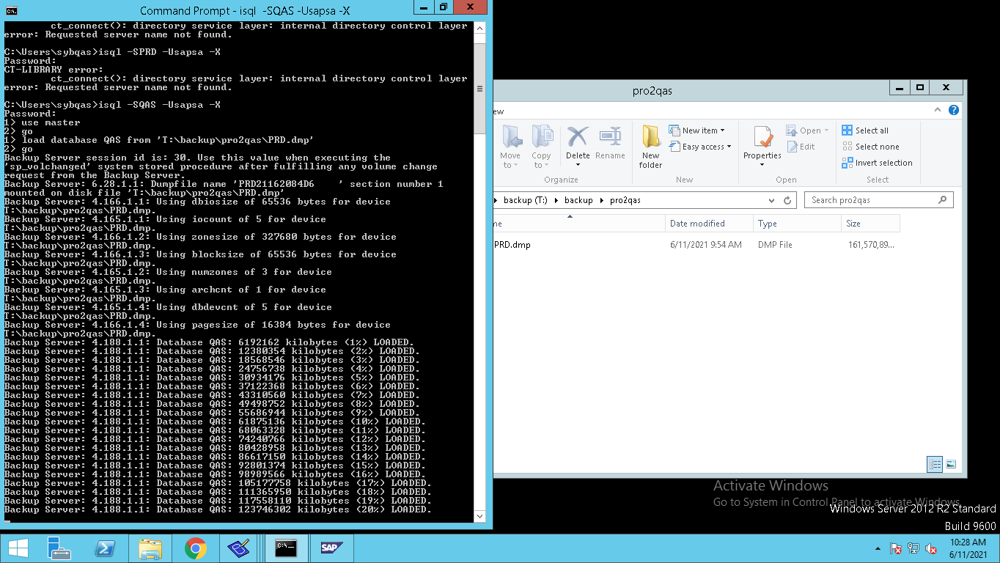 Command Prompt - isql  -SQAS -Usapsa -X
        ct_connect(): directory service layer: internal directory control layer
error: Requested server name not found.
C:\Users\sybqas>isql -SPRD -Usapsa -X
Password:
CT-LIBRARY error:
        ct_connect(): directory service layer: internal directory control layer
error: Requested server name not found.
C:\Users\sybqas>isql -SQAS -Usapsa -X
Password:
1> use master
2> go
1> load database QAS from 'T:\backup\pro2qas\PRD.dmp'
2> go
Backup Server session id is: 30. Use this value when executing the
'sp_volchanged' system stored procedure after fulfilling any volume change
request from the Backup Server.
Backup Server: 6.28.1.1: Dumpfile name 'PRD21162084D6    ' section number 1
mounted on disk file 'T:\backup\pro2qas\PRD.dmp'
Backup Server: 4.166.1.1: Using dbiosize of 65536 bytes for device
T:\backup\pro2qas\PRD.dmp.
Backup Server: 4.165.1.1: Using iocount of 5 for device
T:\backup\pro2qas\PRD.dmp.
Backup Server: 4.166.1.2: Using zonesize of 327680 bytes for device
T:\backup\pro2qas\PRD.dmp.
Backup Server: 4.166.1.3: Using blocksize of 65536 bytes for device
T:\backup\pro2qas\PRD.dmp.
Backup Server: 4.165.1.2: Using numzones of 3 for device
T:\backup\pro2qas\PRD.dmp.
Backup Server: 4.165.1.3: Using archcnt of 1 for device
T:\backup\pro2qas\PRD.dmp.
Backup Server: 4.165.1.4: Using dbdevcnt of 5 for device
T:\backup\pro2qas\PRD.dmp.
Backup Server: 4.166.1.4: Using pagesize of 16384 bytes for device
T:\backup\pro2qas\PRD.dmp.
Backup Server: 4.188.1.1: Database QAS: 6192162 kilobytes (1%) LOADED.
Backup Server: 4.188.1.1: Database QAS: 12380354 kilobytes (2%) LOADED.
Backup Server: 4.188.1.1: Database QAS: 18568546 kilobytes (3%) LOADED.
Backup Server: 4.188.1.1: Database QAS: 24756738 kilobytes (4%) LOADED.
Backup Server: 4.188.1.1: Database QAS: 30934176 kilobytes (5%) LOADED.
Backup Server: 4.188.1.1: Database QAS: 37122368 kilobytes (6%) LOADED.
Backup Server: 4.188.1.1: Database QAS: 43310560 kilobytes (7%) LOADED.
Backup Server: 4.188.1.1: Database QAS: 49498752 kilobytes (8%) LOADED.
Backup Server: 4.188.1.1: Database QAS: 55686944 kilobytes (9%) LOADED.
Backup Server: 4.188.1.1: Database QAS: 61875136 kilobytes (10%) LOADED.
Backup Server: 4.188.1.1: Database QAS: 68063328 kilobytes (11%) LOADED.
Backup Server: 4.188.1.1: Database QAS: 74240766 kilobytes (12%) LOADED.
Backup Server: 4.188.1.1: Database QAS: 80428958 kilobytes (13%) LOADED.
Backup Server: 4.188.1.1: Database QAS: 86617150 kilobytes (14%) LOADED.
Backup Server: 4.188.1.1: Database QAS: 92801374 kilobytes (15%) LOADED.
Backup Server: 4.188.1.1: Database QAS: 98989566 kilobytes (16%) LOADED.
Backup Server: 4.188.1.1: Database QAS: 105177758 kilobytes (17%) LOADED.
Backup Server: 4.188.1.1: Database QAS: 111365950 kilobytes (18%) LOADED.
Backup Server: 4.188.1.1: Database QAS: 117558110 kilobytes (19%) LOADED.
Backup Server: 4.188.1.1: Database QAS: 123746302 kilobytes (20%) LOADED.
pro2qas
ew
Move to
Copy to
Delete
Rename
Organize
New folder
New item
Easy access
New
Properties
Open
Edit
Open
Select all
Select none
Invert selection
Select
backup (T:) backup pro2qas
Search pro2qas
me Date modified Type Size
PRD.dmp 6/11/2021 9:54 AM DMP File 161,570,89...
Activate Windows
Go to System in Control Panel to activate Windows.
Windows Server 2012 R2 Standard
Build 9600
C:\_
SAP
10:28 AM
6/11/2021